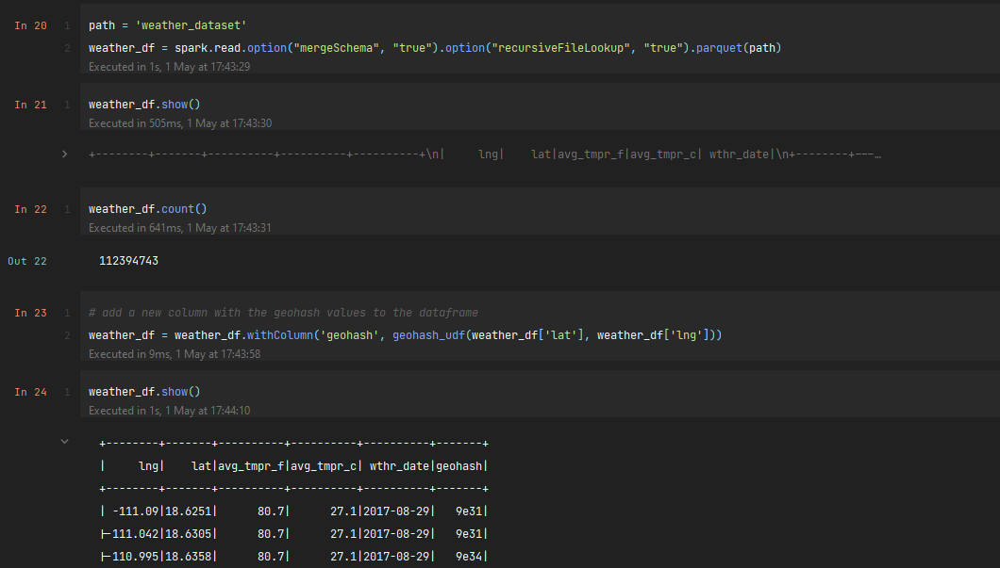 In 20 1 path = 'weather_dataset'
2 weather_df = spark.read.option("mergeSchema", "true").option("recursiveFileLookup", "true").parquet(path)
Executed in 1s, 1 May at 17:43:29
In 21 1 weather_df.show()
Executed in 505ms, 1 May at 17:43:30
+--------+-------+----------+----------+----------+\n|     lng|    lat|avg_tmpr_f|avg_tmpr_c| wthr_date|\n+--------+---…
In 22 1 weather_df.count()
Executed in 641ms, 1 May at 17:43:31
Out 22 112394743
In 23 1 # add a new column with the geohash values to the dataframe
2 weather_df = weather_df.withColumn('geohash', geohash_udf(weather_df['lat'], weather_df['lng']))
Executed in 9ms, 1 May at 17:43:58
In 24 1 weather_df.show()
Executed in 1s, 1 May at 17:44:10
+--------+-------+----------+----------+----------+-------+
|     lng|    lat|avg_tmpr_f|avg_tmpr_c| wthr_date|geohash|
+--------+-------+----------+----------+----------+-------+
| -111.09|18.6251|      80.7|      27.1|2017-08-29|   9e31|
|-111.042|18.6305|      80.7|      27.1|2017-08-29|   9e31|
|-110.995|18.6358|      80.7|      27.1|2017-08-29|   9e34|